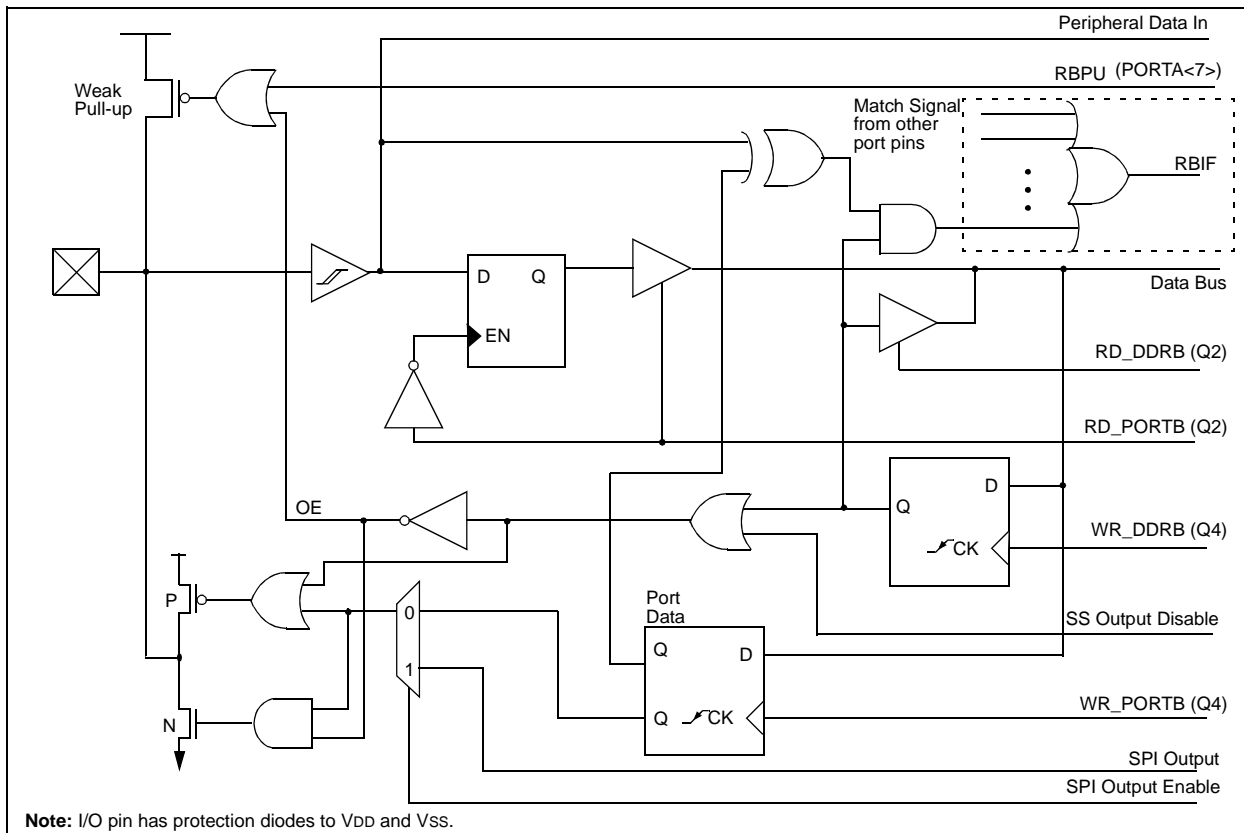 Peripheral Data In
RBPU (PORTA<7>)
Weak
Pull-up
Match Signal
from other
port pins
RBIF
D Q
EN
Data Bus
RD_DDRB (Q2)
RD_PORTB (Q2)
OE
Q D
CK
WR_DDRB (Q4)
P
0
1
Port
Data
SS Output Disable
Q D
N
Q CK
WR_PORTB (Q4)
SPI Output
SPI Output Enable
Note: I/O pin has protection diodes to VDD and VSS.